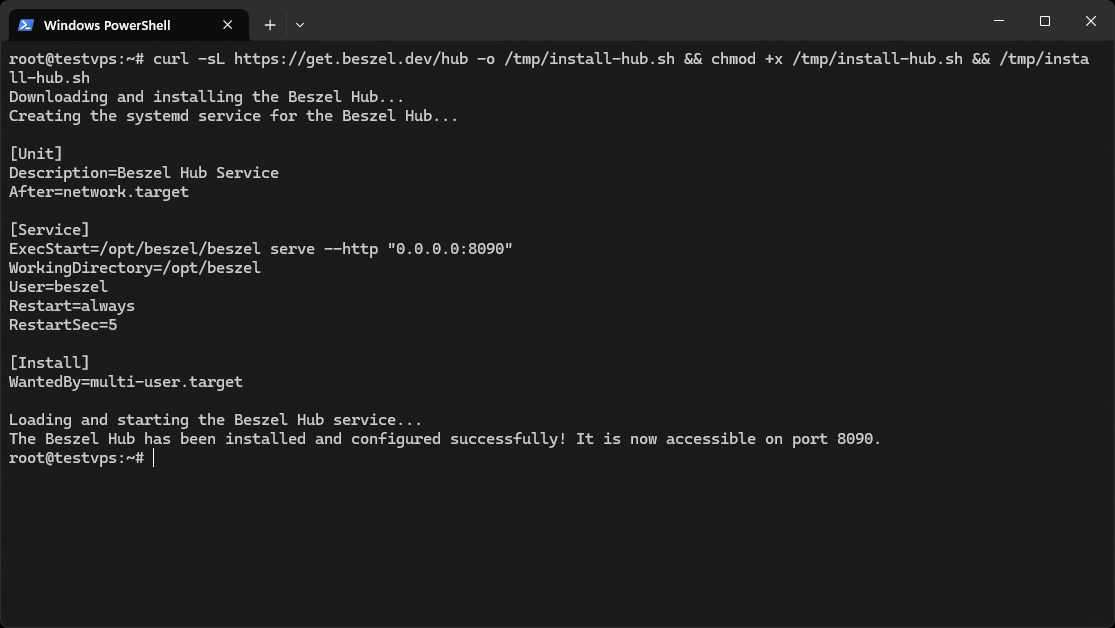 Windows PowerShell
root@testvps:~# curl -sL https://get.beszel.dev/hub -o /tmp/install-hub.sh && chmod +x /tmp/install-hub.sh && /tmp/insta
ll-hub.sh
Downloading and installing the Beszel Hub...
Creating the systemd service for the Beszel Hub...

[Unit]
Description=Beszel Hub Service
After=network.target

[Service]
ExecStart=/opt/beszel/beszel serve --http "0.0.0.0:8090"
WorkingDirectory=/opt/beszel
User=beszel
Restart=always
RestartSec=5

[Install]
WantedBy=multi-user.target

Loading and starting the Beszel Hub service...
The Beszel Hub has been installed and configured successfully! It is now accessible on port 8090.
root@testvps:~#